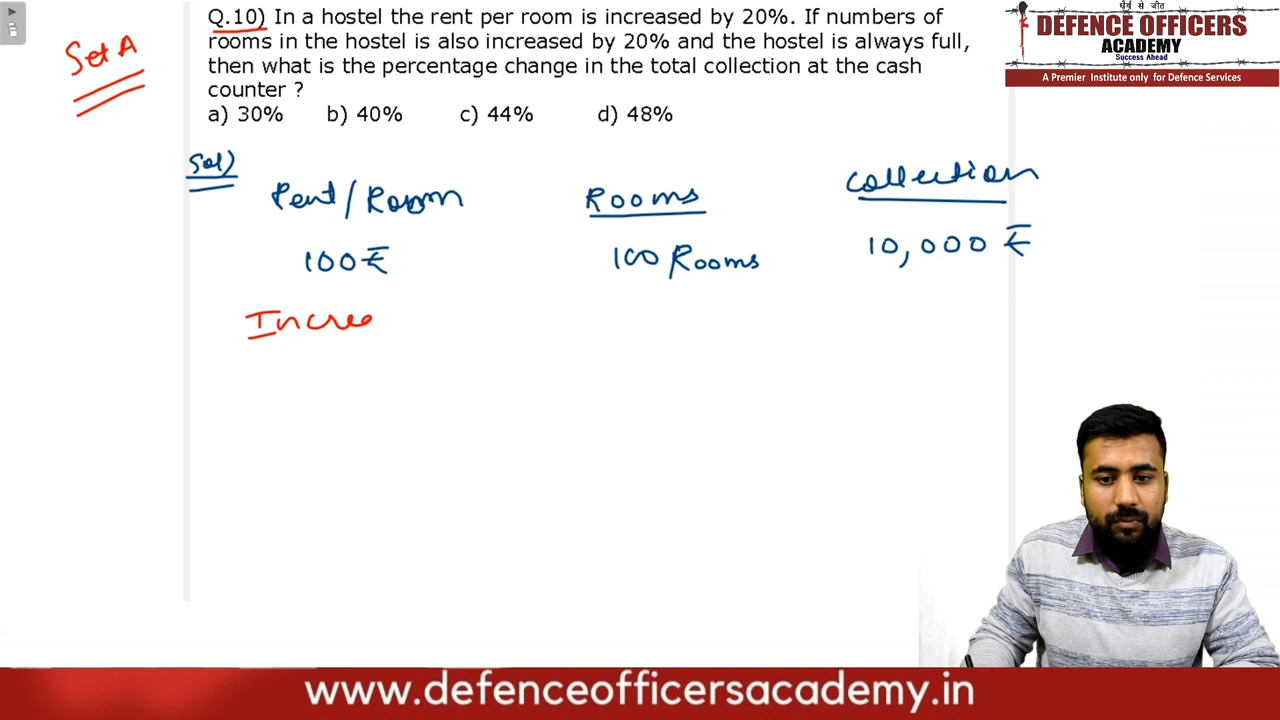 Q.10) In a hostel the rent per room is increased by 20%. If numbers of
rooms in the hostel is also increased by 20% and the hostel is always full,
then what is the percentage change in the total collection at the cash
counter ?
a) 30% b) 40% c) 44% d) 48%
Set A
Sol)
Rent/Room Rooms Collection
100₹ 100 Rooms 10,000 ₹
Increa
शौर्य से जीत
DEFENCE OFFICERS
ACADEMY
Success Ahead
A Premier Institute only for Defence Services
www.defenceofficersacademy.in